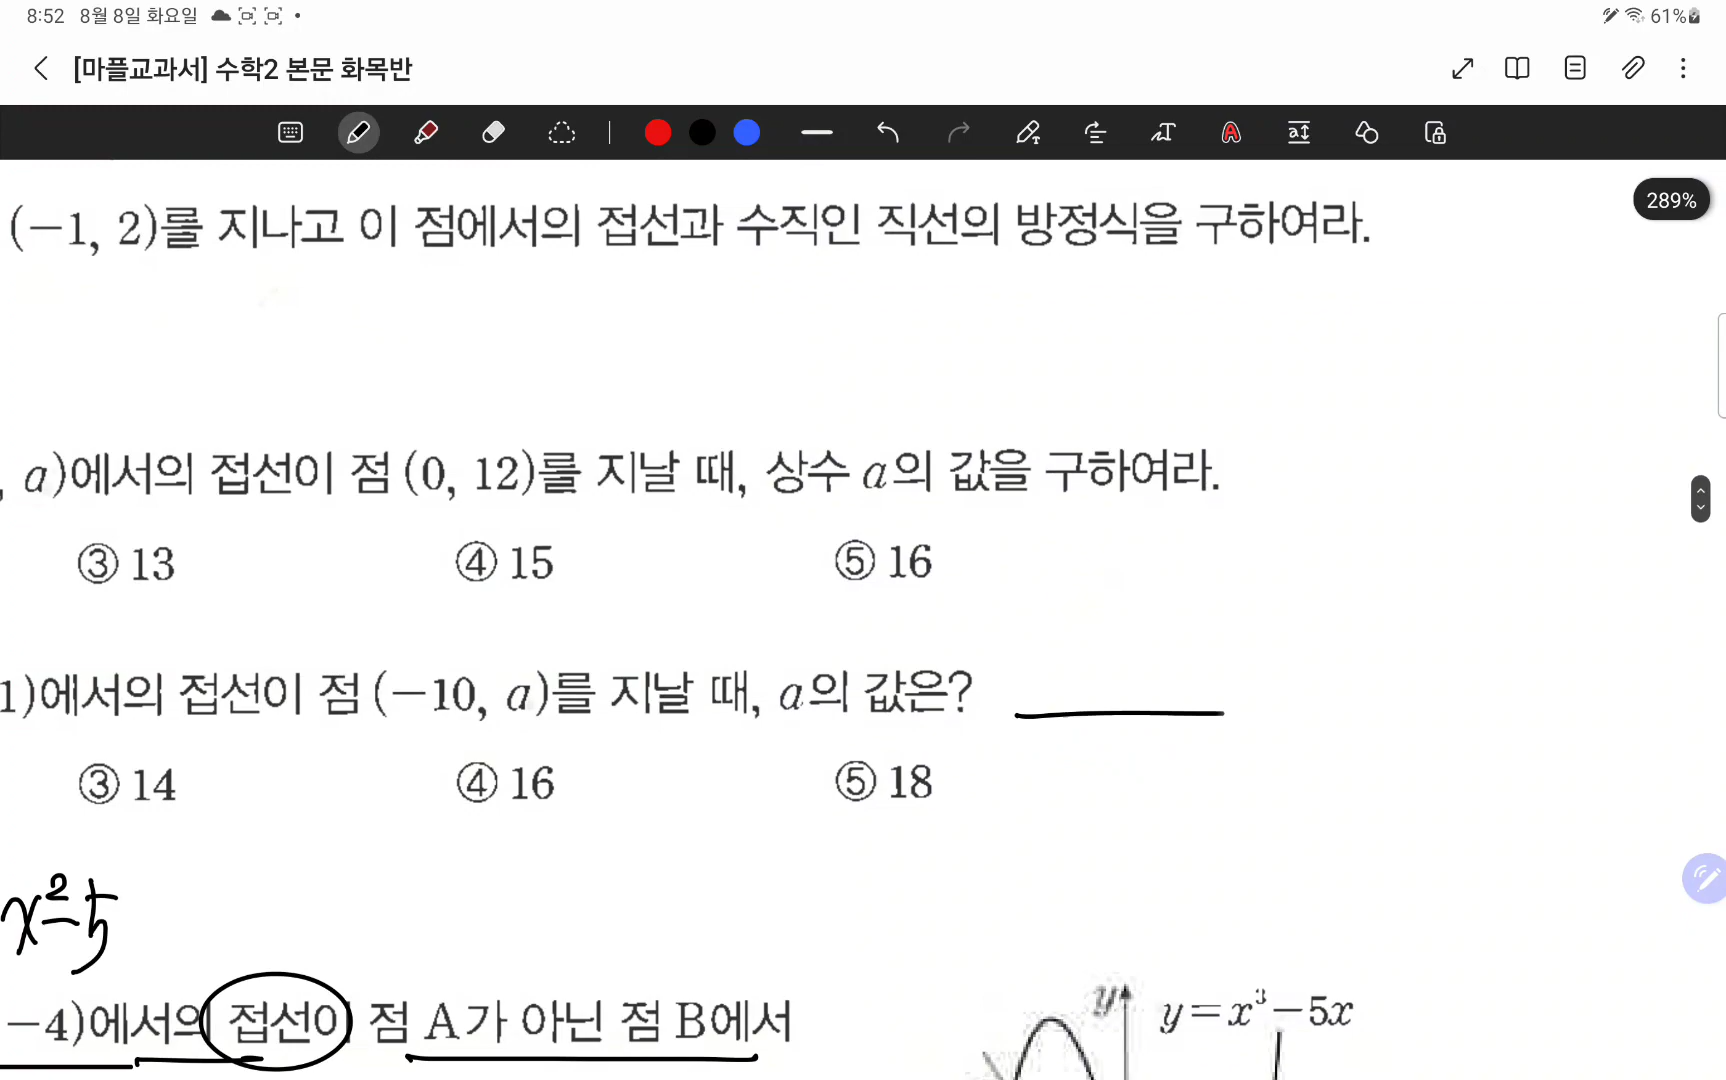 8:52 8월 8일 화요일
61%
[마플교과서] 수학2 본문 화목반
289%
(−1, 2)를 지나고 이 점에서의 접선과 수직인 직선의 방정식을 구하여라.
, a)에서의 접선이 점 (0, 12)를 지날 때, 상수 a의 값을 구하여라.
③ 13 ④ 15 ⑤ 16
1)에서의 접선이 점 (−10, a)를 지날 때, a의 값은?
③ 14 ④ 16 ⑤ 18
x²−5
−4)에서의 접선이 점 A가 아닌 점 B에서
y y=x³−5x